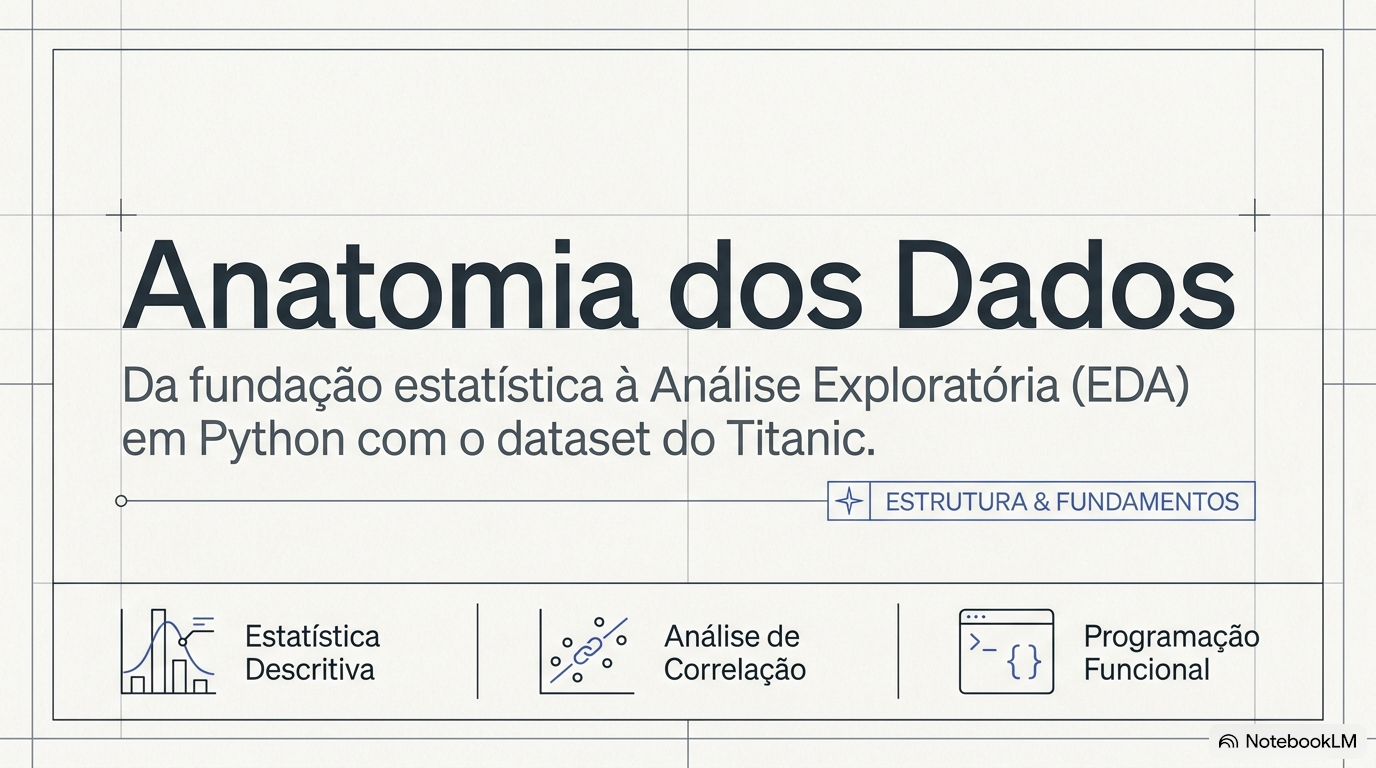 Anatomia dos Dados
Da fundação estatística à Análise Exploratória (EDA)
em Python com o dataset do Titanic.
ESTRUTURA & FUNDAMENTOS
Estatística
Descritiva
Análise de
Correlação
>_ {}
Programação
Funcional
NotebookLM